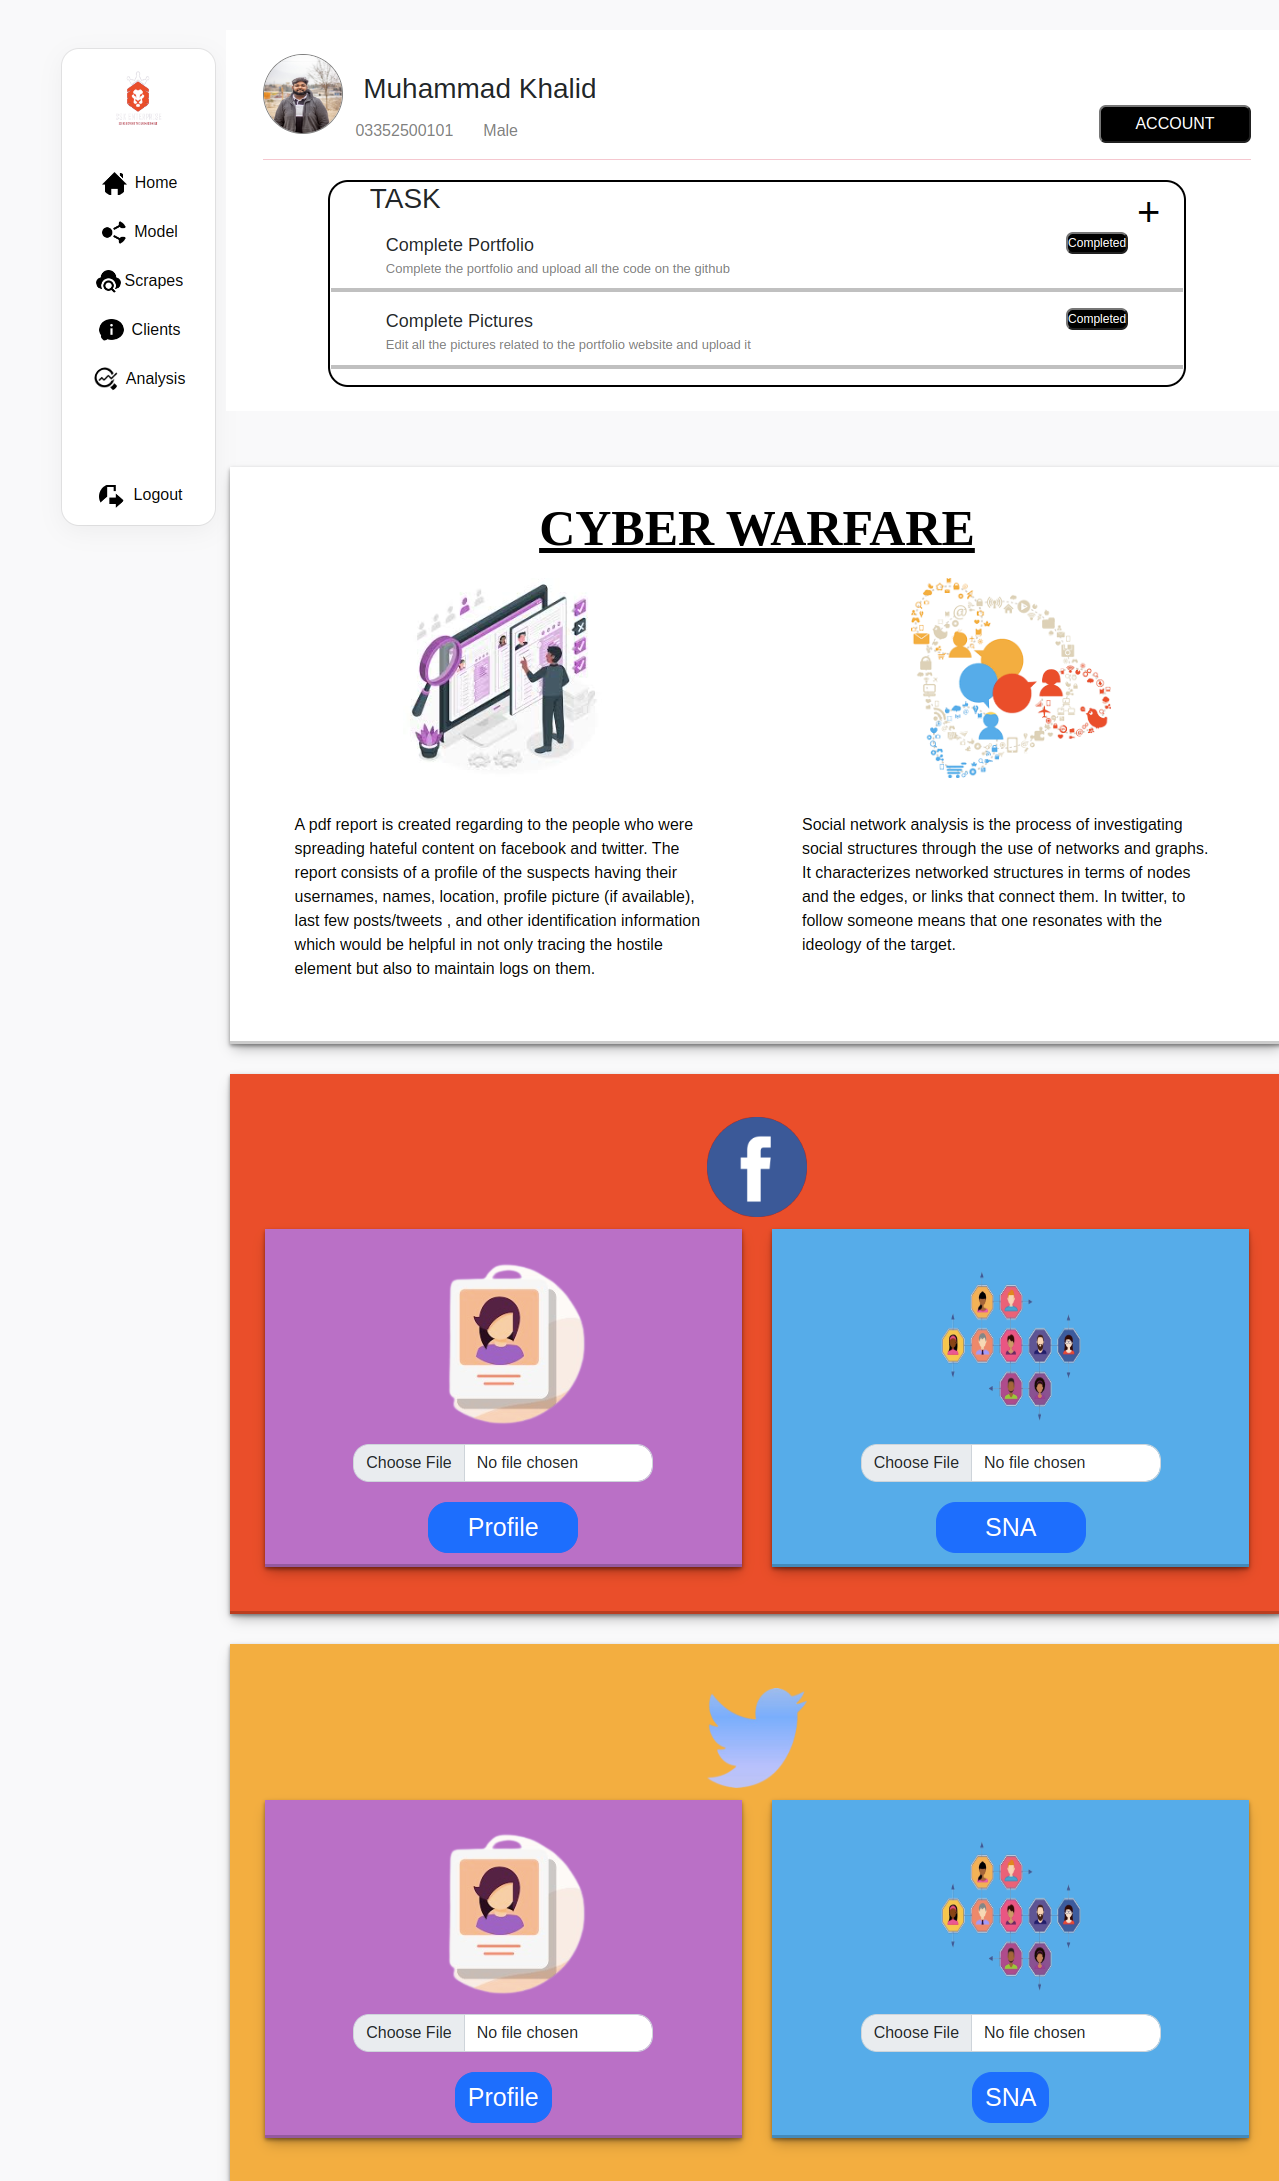 Home
Model
Scrapes
Clients
Analysis
Logout
Muhammad Khalid
03352500101 Male
ACCOUNT
TASK
+
Complete Portfolio
Completed
Complete the portfolio and upload all the code on the github
Complete Pictures
Completed
Edit all the pictures related to the portfolio website and upload it
CYBER WARFARE
A pdf report is created regarding to the people who were
spreading hateful content on facebook and twitter. The
report consists of a profile of the suspects having their
usernames, names, location, profile picture (if available),
last few posts/tweets , and other identification information
which would be helpful in not only tracing the hostile
element but also to maintain logs on them.
Social network analysis is the process of investigating
social structures through the use of networks and graphs.
It characterizes networked structures in terms of nodes
and the edges, or links that connect them. In twitter, to
follow someone means that one resonates with the
ideology of the target.
f
Choose File No file chosen
Profile
Choose File No file chosen
SNA
Choose File No file chosen
Profile
Choose File No file chosen
SNA